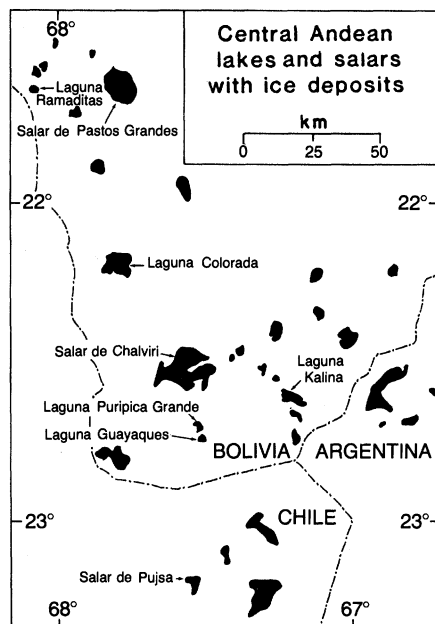 68°
Central Andean
lakes and salars
with ice deposits
km
0 25 50
Laguna
Ramaditas
Salar de Pastos Grandes
22° 22°
Laguna Colorada
Salar de Chalviri
Laguna
Kalina
Laguna Puripica Grande
Laguna Guayaques
BOLIVIA ARGENTINA
CHILE
23° 23°
Salar de Pujsa
68° 67°